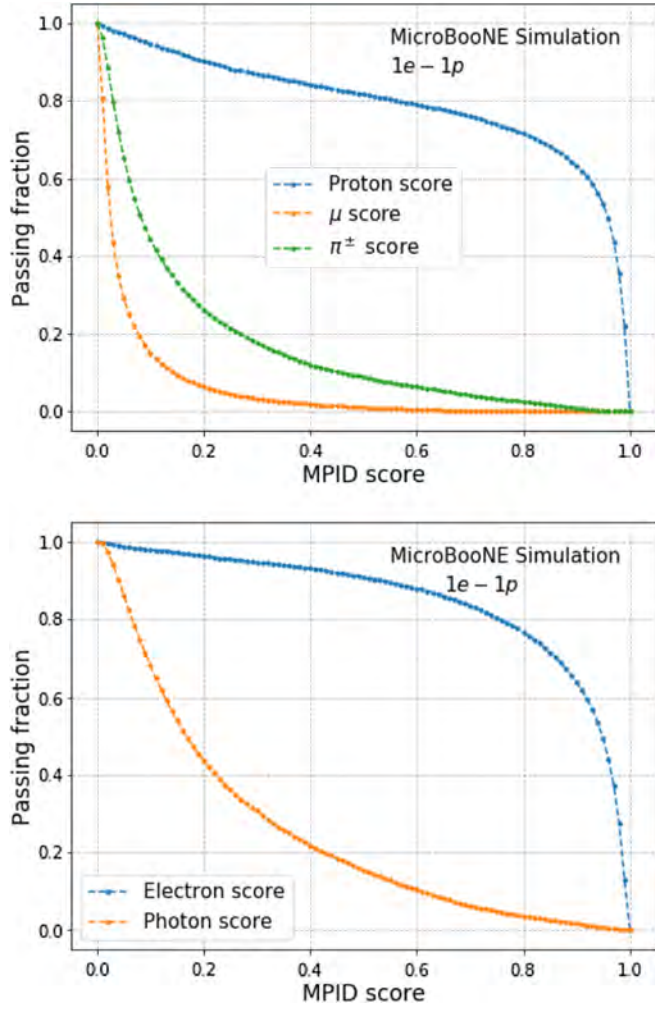 MicroBooNE Simulation
1e − 1p
1.0
0.8
0.6
0.4
0.2
0.0
Passing fraction
Proton score
μ score
π± score
0.0 0.2 0.4 0.6 0.8 1.0
MPID score
MicroBooNE Simulation
1e − 1p
1.0
0.8
0.6
0.4
0.2
0.0
Passing fraction
Electron score
Photon score
0.0 0.2 0.4 0.6 0.8 1.0
MPID score